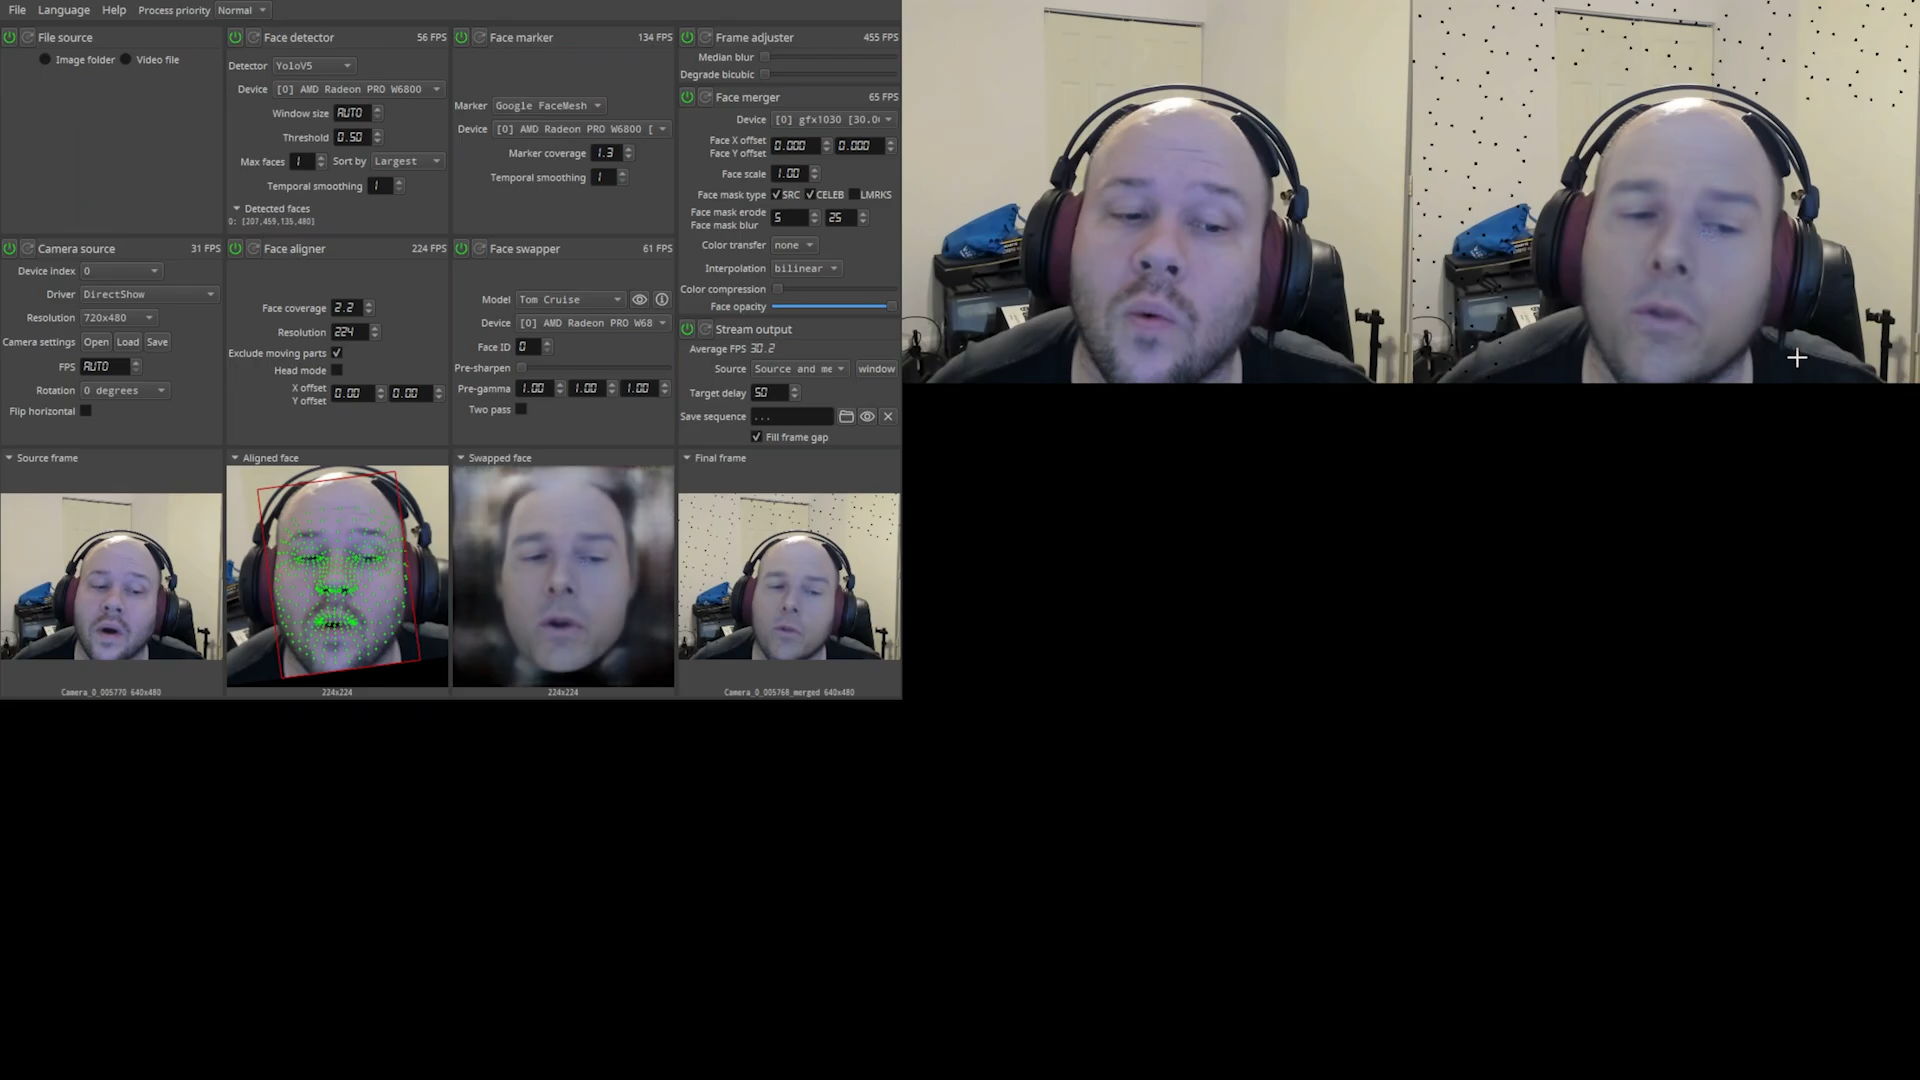 File Language Help Process priority Normal
File source
Image folder Video file
Face detector 56 FPS
Detector YoloV5
Device [0] AMD Radeon PRO W6800
Window size AUTO
Threshold 0.50
Max faces 1 Sort by Largest
Temporal smoothing 1
Detected faces
0: [207,459,135,480]
Face marker 134 FPS
Marker Google FaceMesh
Device [0] AMD Radeon PRO W6800 [
Marker coverage 1.3
Temporal smoothing 1
Frame adjuster 455 FPS
Median blur
Degrade bicubic
Face merger 65 FPS
Device [0] gfx1030 [30.0
Face X offset
Face Y offset
0.000 0.000
Face scale 1.00
Face mask type SRC CELEB LMRKS
Face mask erode
Face mask blur
5 25
Color transfer none
Interpolation bilinear
Color compression
Face opacity
Camera source 31 FPS
Device index 0
Driver DirectShow
Resolution 720x480
Camera settings Open Load Save
FPS AUTO
Rotation 0 degrees
Flip horizontal
Face aligner 224 FPS
Face coverage 2.2
Resolution 224
Exclude moving parts
Head mode
X offset
Y offset
0.00 0.00
Face swapper 61 FPS
Model Tom Cruise
Device [0] AMD Radeon PRO W68
Face ID 0
Pre-sharpen
Pre-gamma 1.00 1.00 1.00
Two pass
Stream output
Average FPS 30.2
Source Source and me window
Target delay 50
Save sequence ...
Fill frame gap
Source frame
Aligned face
Swapped face
Final frame
Camera_0_005770 640x480
224x224
224x224
Camera_0_005768_merged 640x480